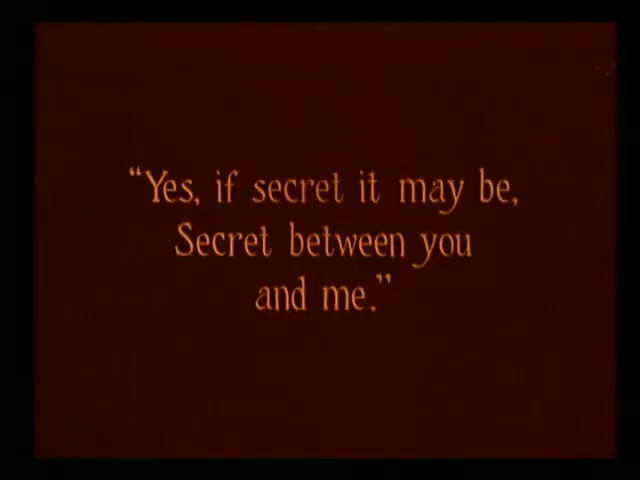 “Yes, if secret it may be,
Secret between you
and me.”